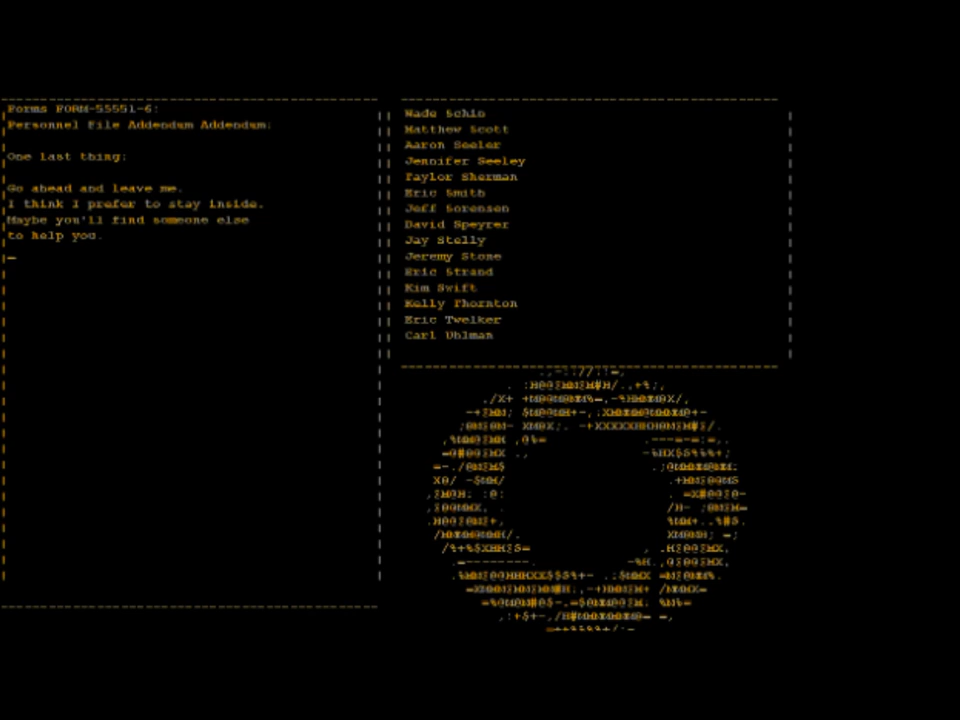 Forms FORM-55551-6:
Personnel File Addendum Addendum:
One last thing:
Go ahead and leave me.
I think I prefer to stay inside.
Maybe you'll find someone else
to help you.
Wade Schin
Matthew Scott
Aaron Seeler
Jennifer Seeley
Taylor Sherman
Eric Smith
Jeff Sorensen
David Speyrer
Jay Stelly
Jeremy Stone
Eric Strand
Kim Swift
Kelly Thornton
Eric Twelker
Carl Uhlman